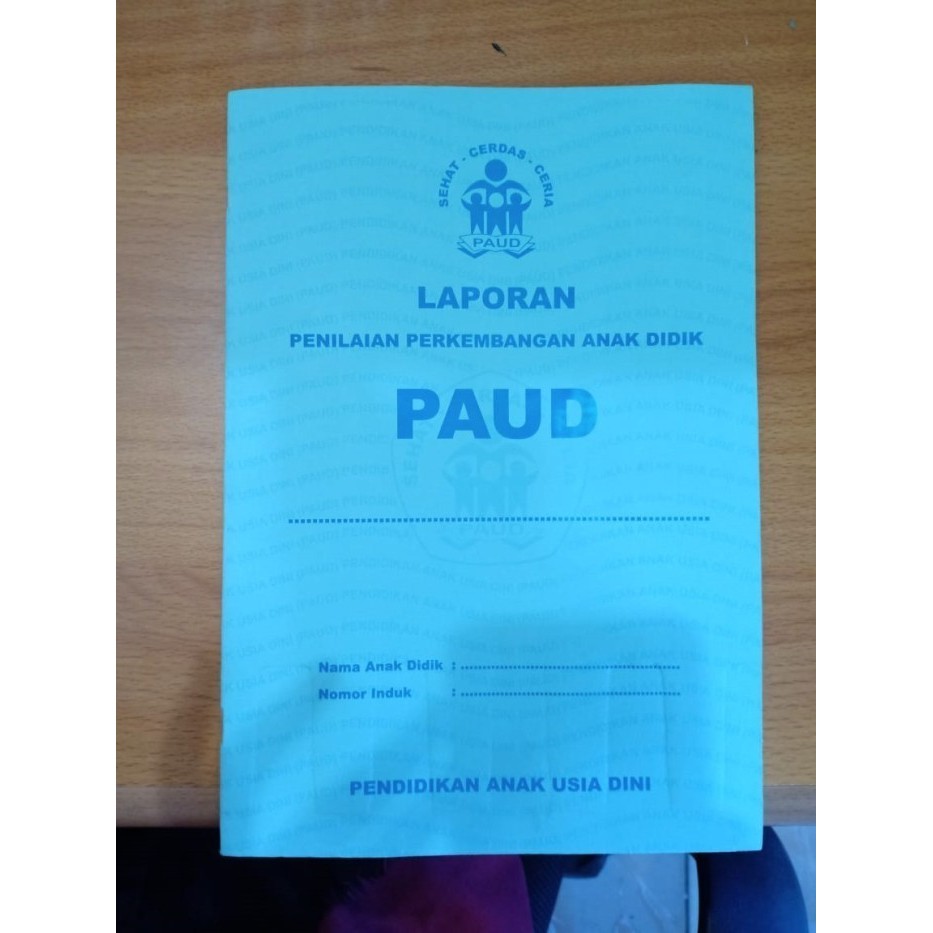 SEHAT - CERDAS - CERIA
PAUD
LAPORAN
PENILAIAN PERKEMBANGAN ANAK DIDIK
PAUD
Nama Anak Didik : ........................................................
Nomor Induk : ........................................................
PENDIDIKAN ANAK USIA DINI